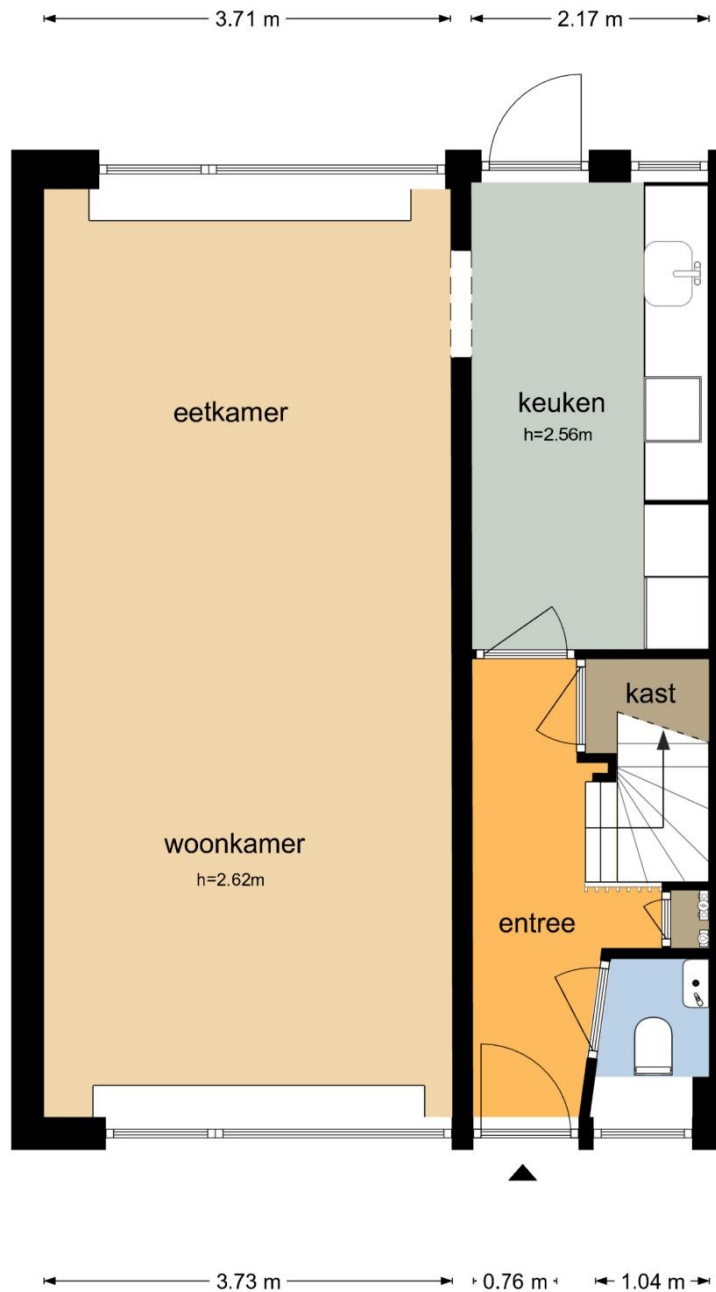 3.71 m
2.17 m
eetkamer
keuken
h=2.56m
kast
woonkamer
h=2.62m
entree
3.73 m
0.76 m
1.04 m